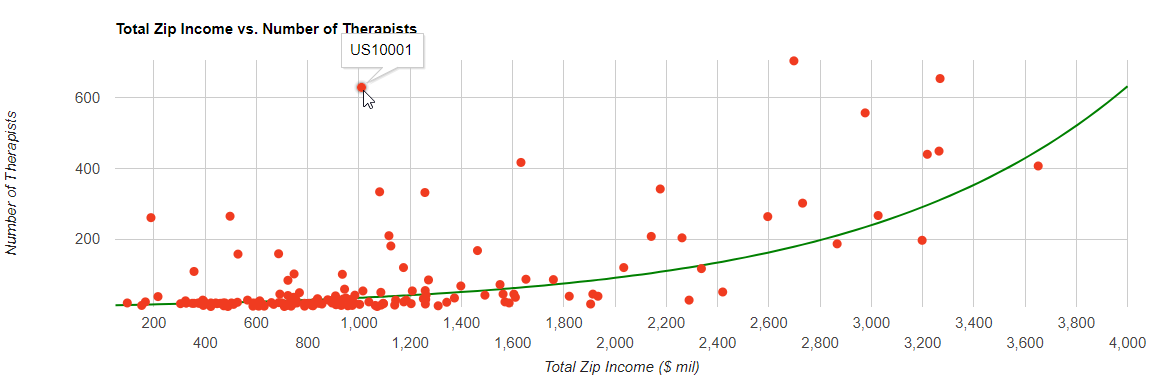 Total Zip Income vs. Number of Therapists
US10001
600
400
200
Number of Therapists
200 600 1,000 1,400 1,800 2,200 2,600 3,000 3,400 3,800
400 800 1,200 1,600 2,000 2,400 2,800 3,200 3,600 4,000
Total Zip Income ($ mil)